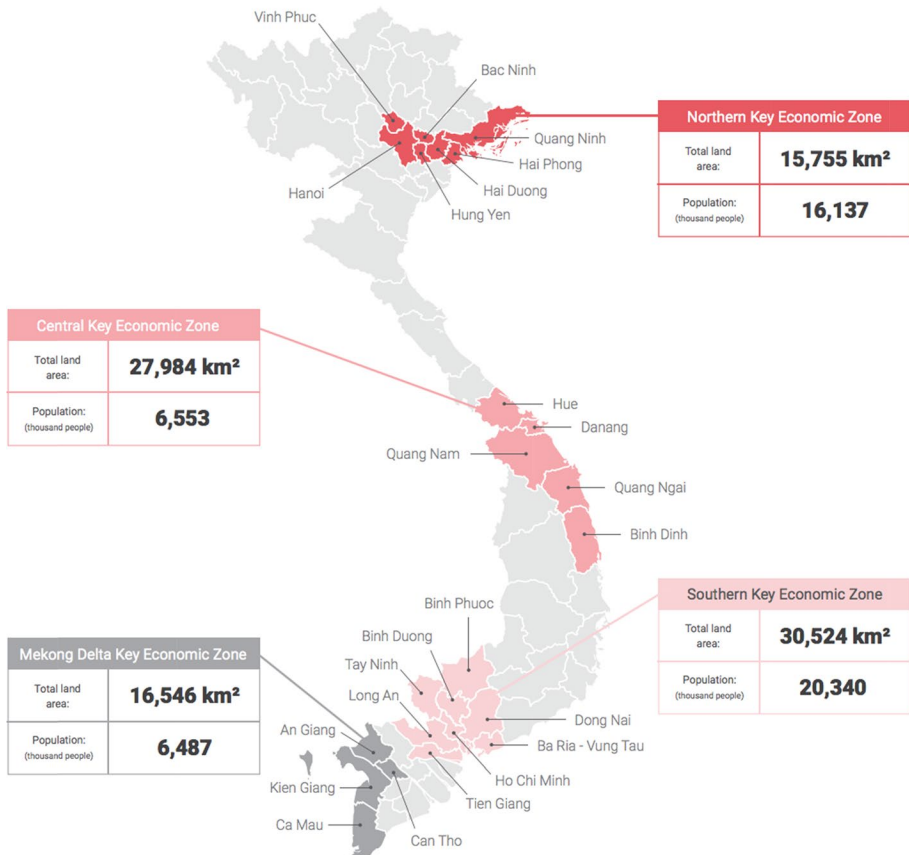 Vinh Phuc
Bac Ninh
Quang Ninh
Hai Phong
Hai Duong
Hung Yen
Hanoi
Northern Key Economic Zone
Total land
area:
15,755 km²
Population:
(thousand people)
16,137
Central Key Economic Zone
Total land
area:
27,984 km²
Population:
(thousand people)
6,553
Hue
Danang
Quang Nam
Quang Ngai
Binh Dinh
Southern Key Economic Zone
Total land
area:
30,524 km²
Population:
(thousand people)
20,340
Binh Phuoc
Binh Duong
Tay Ninh
Long An
Dong Nai
Ba Ria - Vung Tau
Ho Chi Minh
Tien Giang
Mekong Delta Key Economic Zone
Total land
area:
16,546 km²
Population:
(thousand people)
6,487
An Giang
Kien Giang
Ca Mau
Can Tho